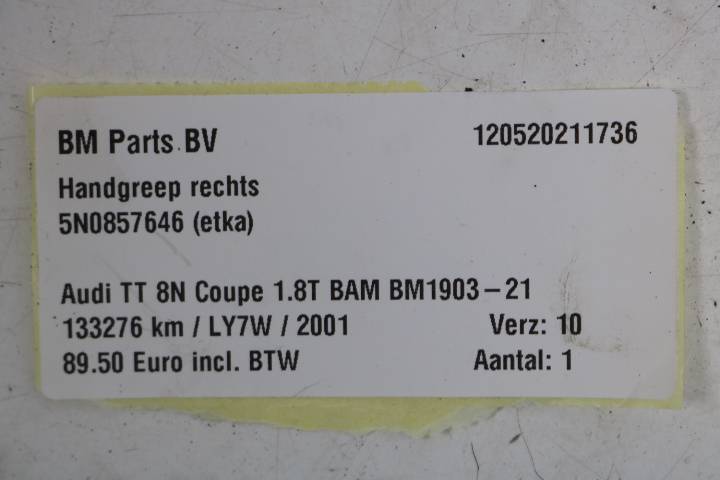 BM Parts BV 120520211736
Handgreep rechts
5N0857646 (etka)
Audi TT 8N Coupe 1.8T BAM BM1903-21
133276 km / LY7W / 2001 Verz: 10
89.50 Euro incl. BTW Aantal: 1